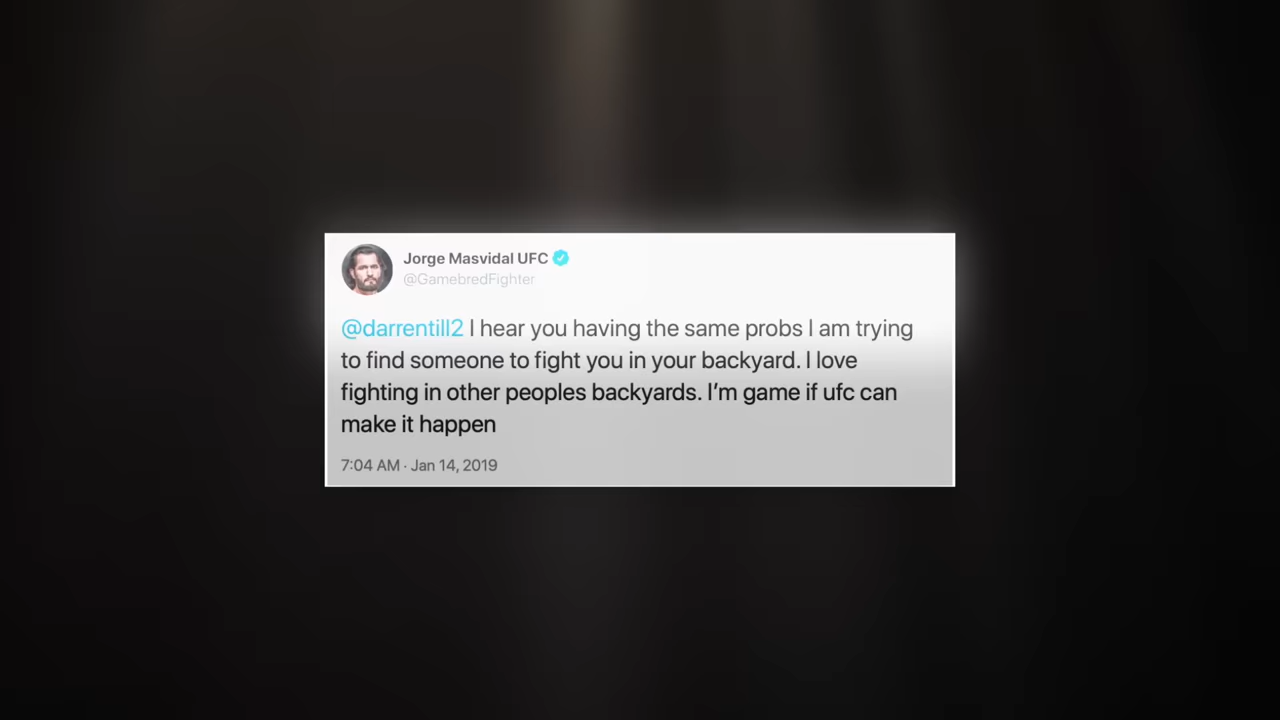 Jorge Masvidal UFC
@GamebredFighter
@darrentill2 I hear you having the same probs I am trying
to find someone to fight you in your backyard. I love
fighting in other peoples backyards. I'm game if ufc can
make it happen
7:04 AM · Jan 14, 2019